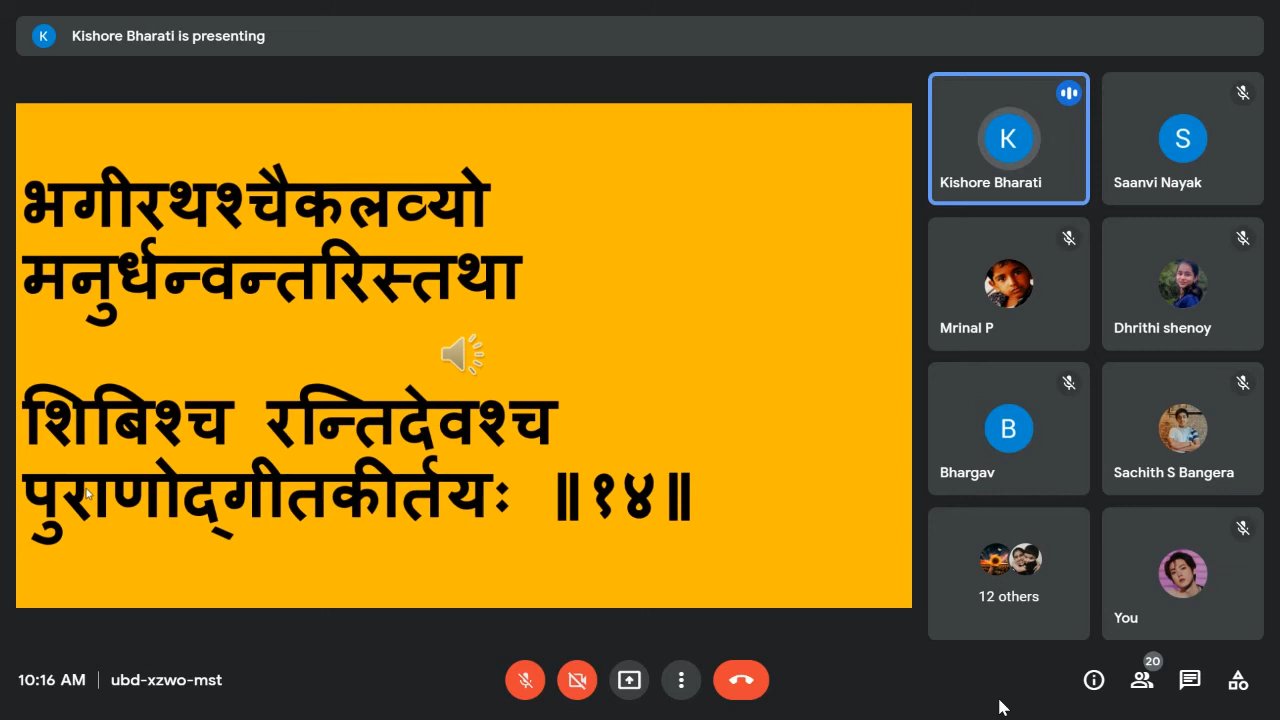 K Kishore Bharati is presenting
भगीरथश्चैकलव्यो
मनुर्धन्वन्तरिस्तथा
शिबिश्च रन्तिदेवश्च
पुराणोद्‌गीतकीर्तयः ॥१४॥
K
Kishore Bharati
S
Saanvi Nayak
Mrinal P
Dhrithi shenoy
B
Bhargav
Sachith S Bangera
12 others
You
10:16 AM | ubd-xzwo-mst
20